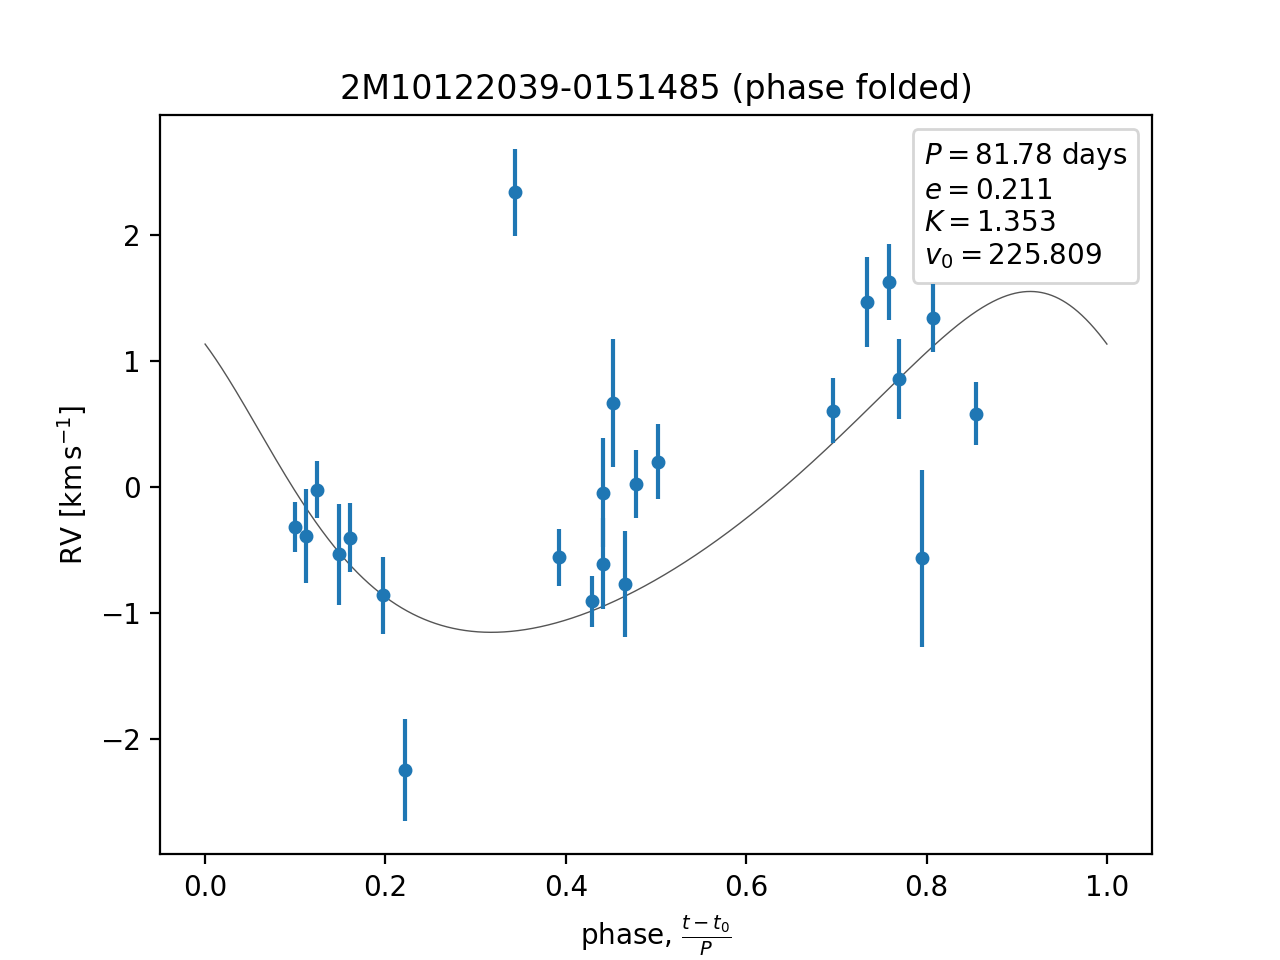 2M10122039-0151485 (phase folded)
P = 81.78 days
e = 0.211
K = 1.353
v₀ = 225.809
RV [km s⁻¹]
2
1
0
−1
−2
0.0 0.2 0.4 0.6 0.8 1.0
phase, (t − t₀)/P